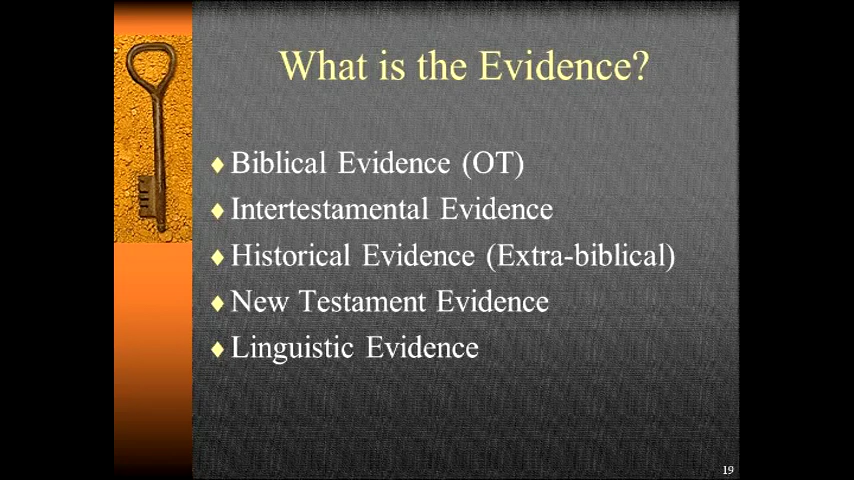 What is the Evidence?
♦ Biblical Evidence (OT)
♦ Intertestamental Evidence
♦ Historical Evidence (Extra-biblical)
♦ New Testament Evidence
♦ Linguistic Evidence
19